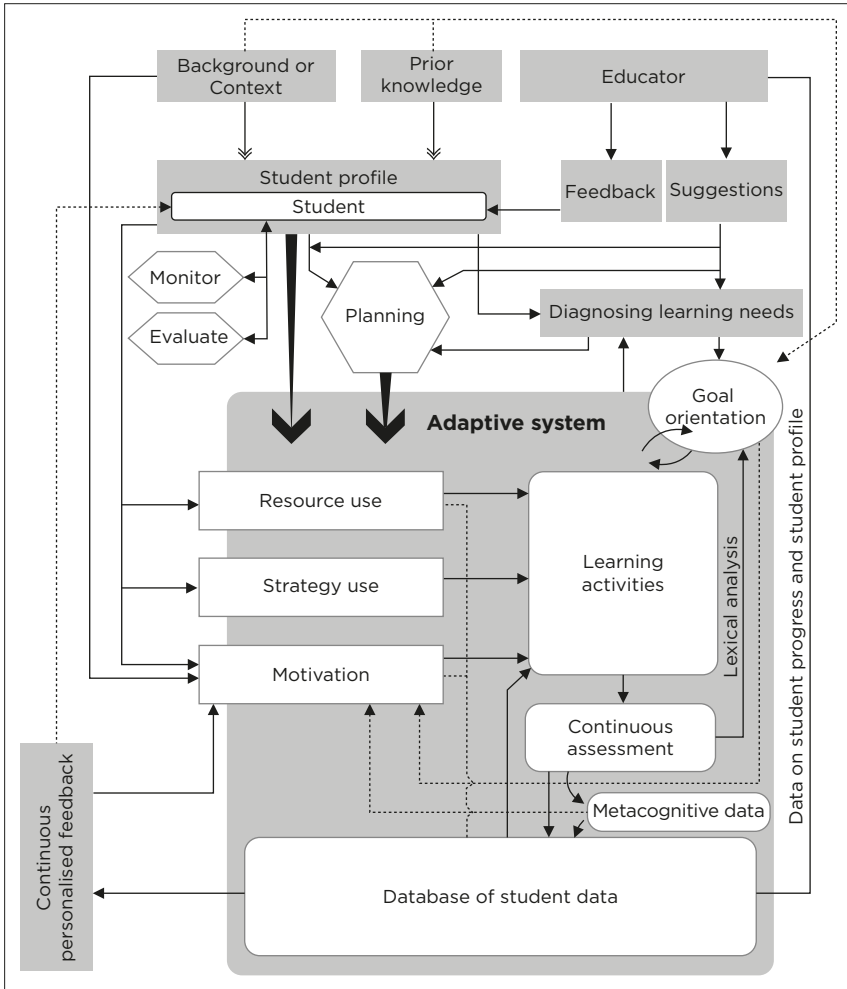 Background or
Context
Prior
knowledge
Educator
Student profile
Student
Feedback
Suggestions
Monitor
Evaluate
Planning
Diagnosing learning needs
Goal
orientation
Adaptive system
Resource use
Strategy use
Motivation
Learning
activities
Lexical analysis
Data on student progress and student profile
Continuous
assessment
Metacognitive data
Continuous
personalised feedback
Database of student data